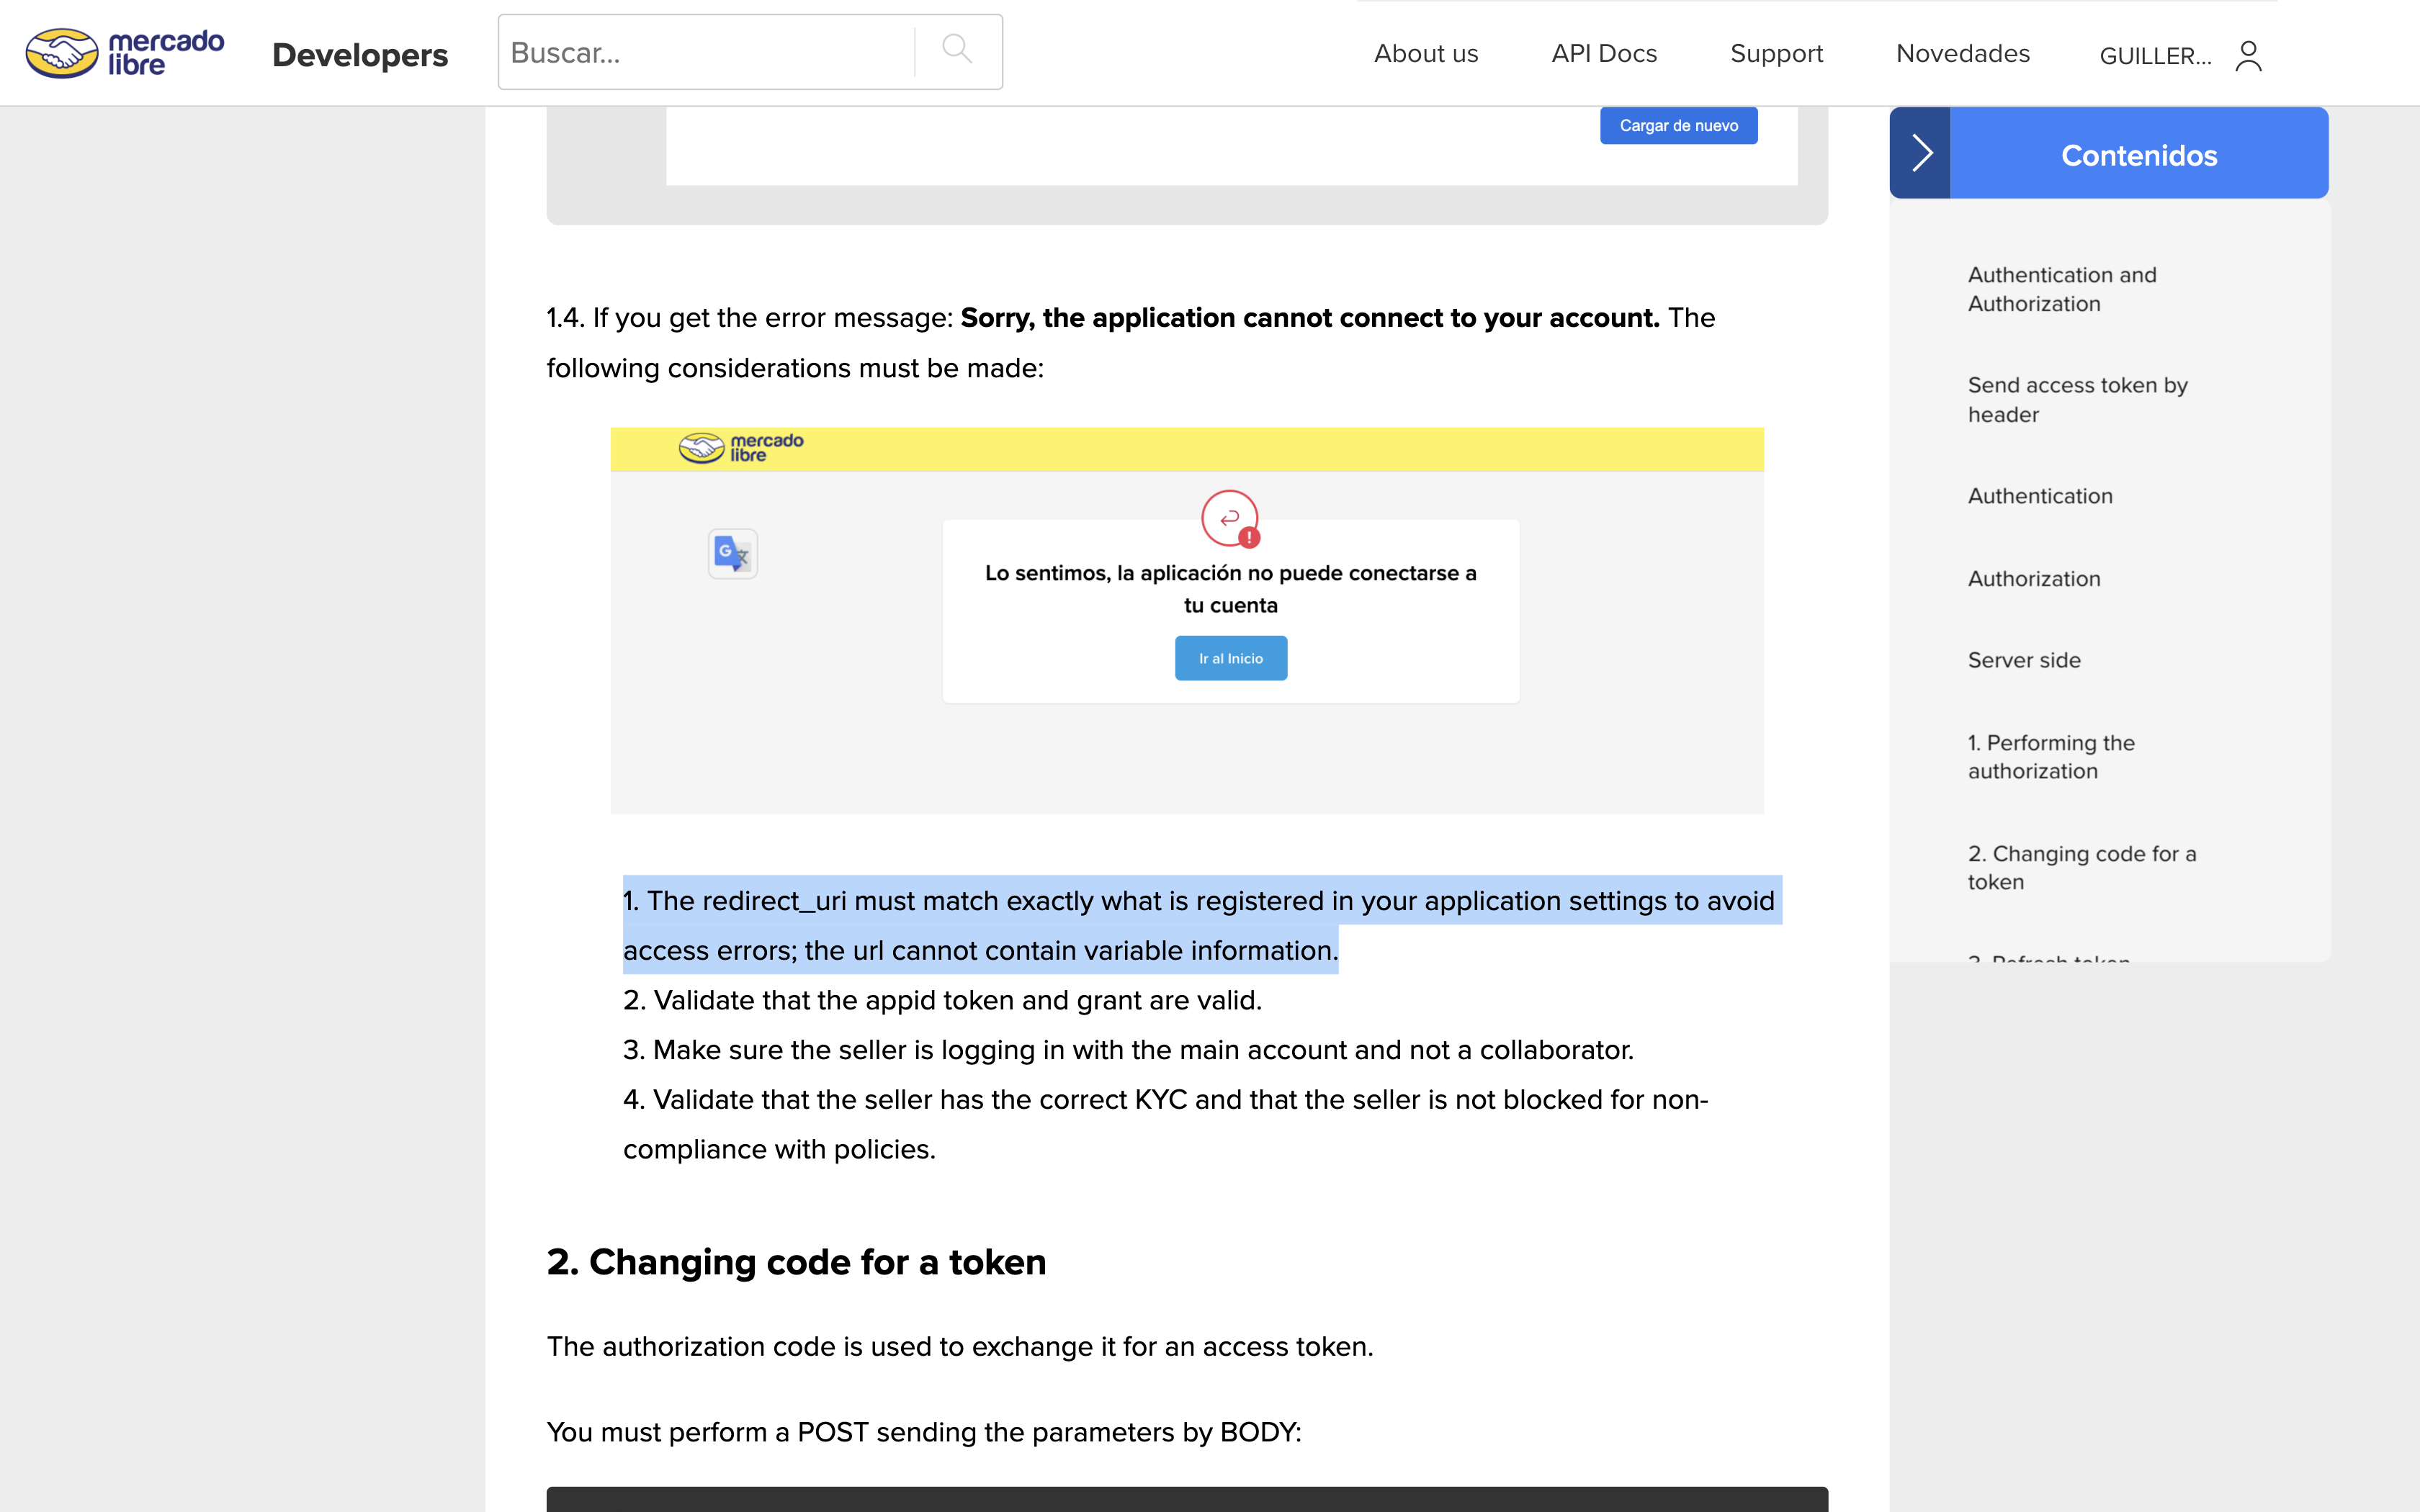 mercado
libre
Developers
Buscar...
About us
API Docs
Support
Novedades
GUILLER...
Cargar de nuevo
Contenidos
Authentication and
Authorization
Send access token by
header
Authentication
Authorization
Server side
1. Performing the
authorization
2. Changing code for a
token
3. Refresh token
1.4. If you get the error message: Sorry, the application cannot connect to your account. The
following considerations must be made:
mercado
libre
Lo sentimos, la aplicación no puede conectarse a
tu cuenta
Ir al Inicio
1. The redirect_uri must match exactly what is registered in your application settings to avoid
access errors; the url cannot contain variable information.
2. Validate that the appid token and grant are valid.
3. Make sure the seller is logging in with the main account and not a collaborator.
4. Validate that the seller has the correct KYC and that the seller is not blocked for non-
compliance with policies.
2. Changing code for a token
The authorization code is used to exchange it for an access token.
You must perform a POST sending the parameters by BODY: